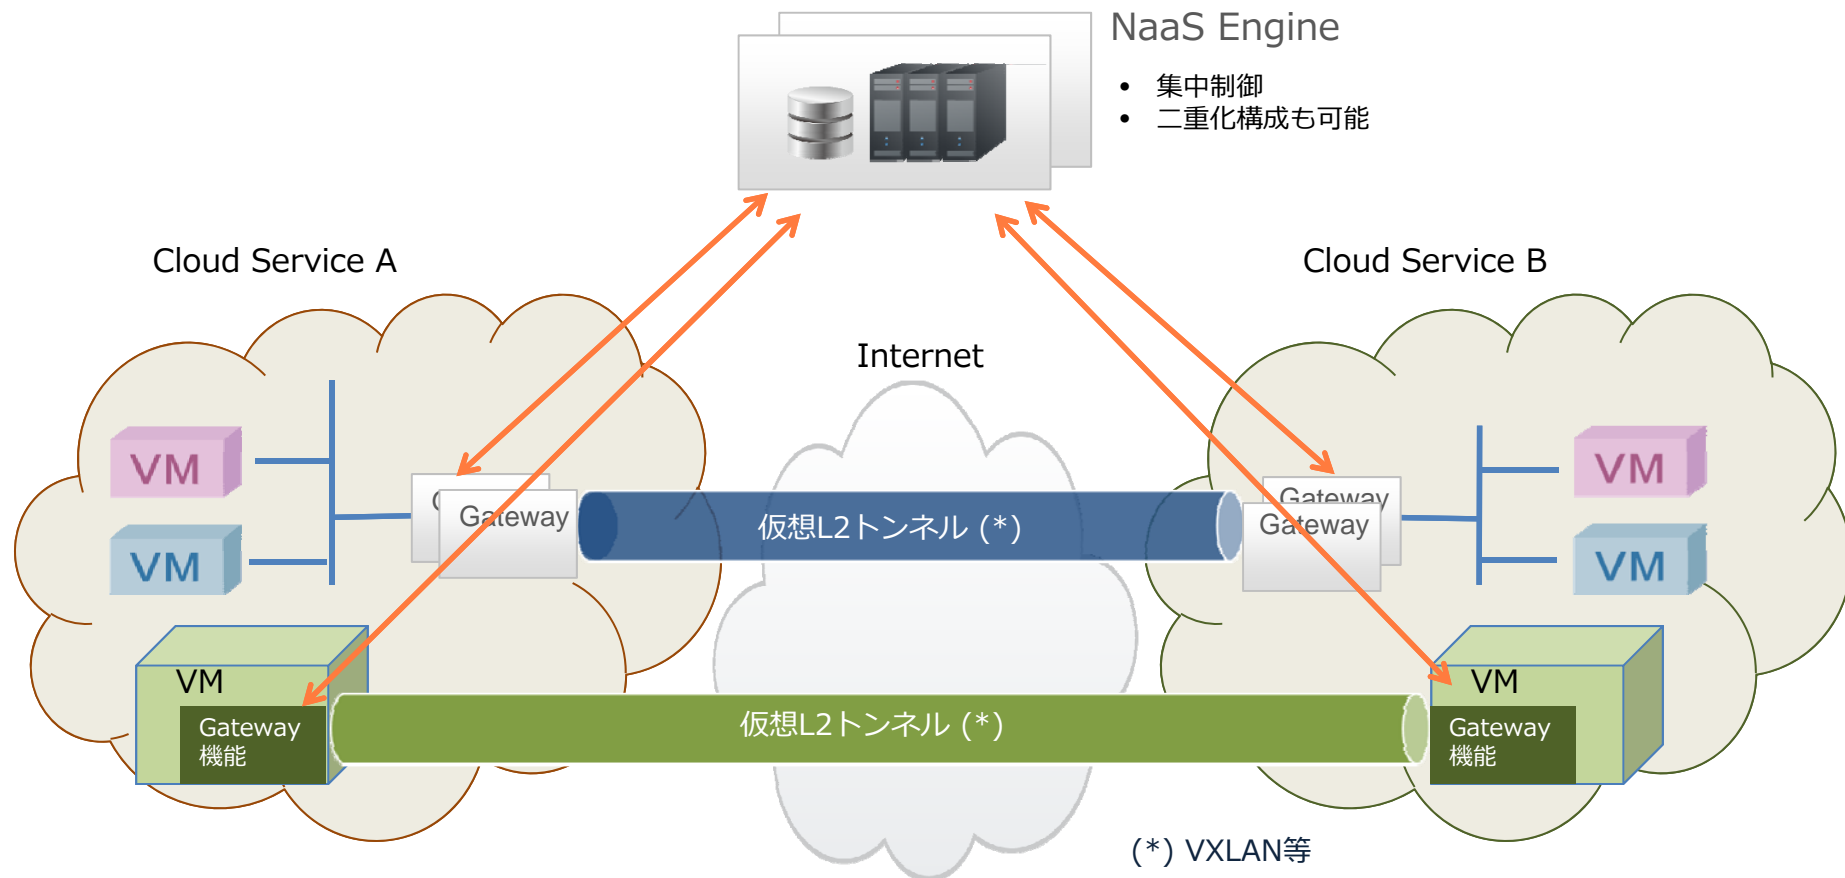 NaaS Engine
• 集中制御
• 二重化構成も可能
Cloud Service A
Cloud Service B
Internet
VM
VM
Gateway
仮想L2トンネル (*)
Gateway
Gateway
VM
VM
VM
Gateway
機能
仮想L2トンネル (*)
VM
Gateway
機能
(*) VXLAN等